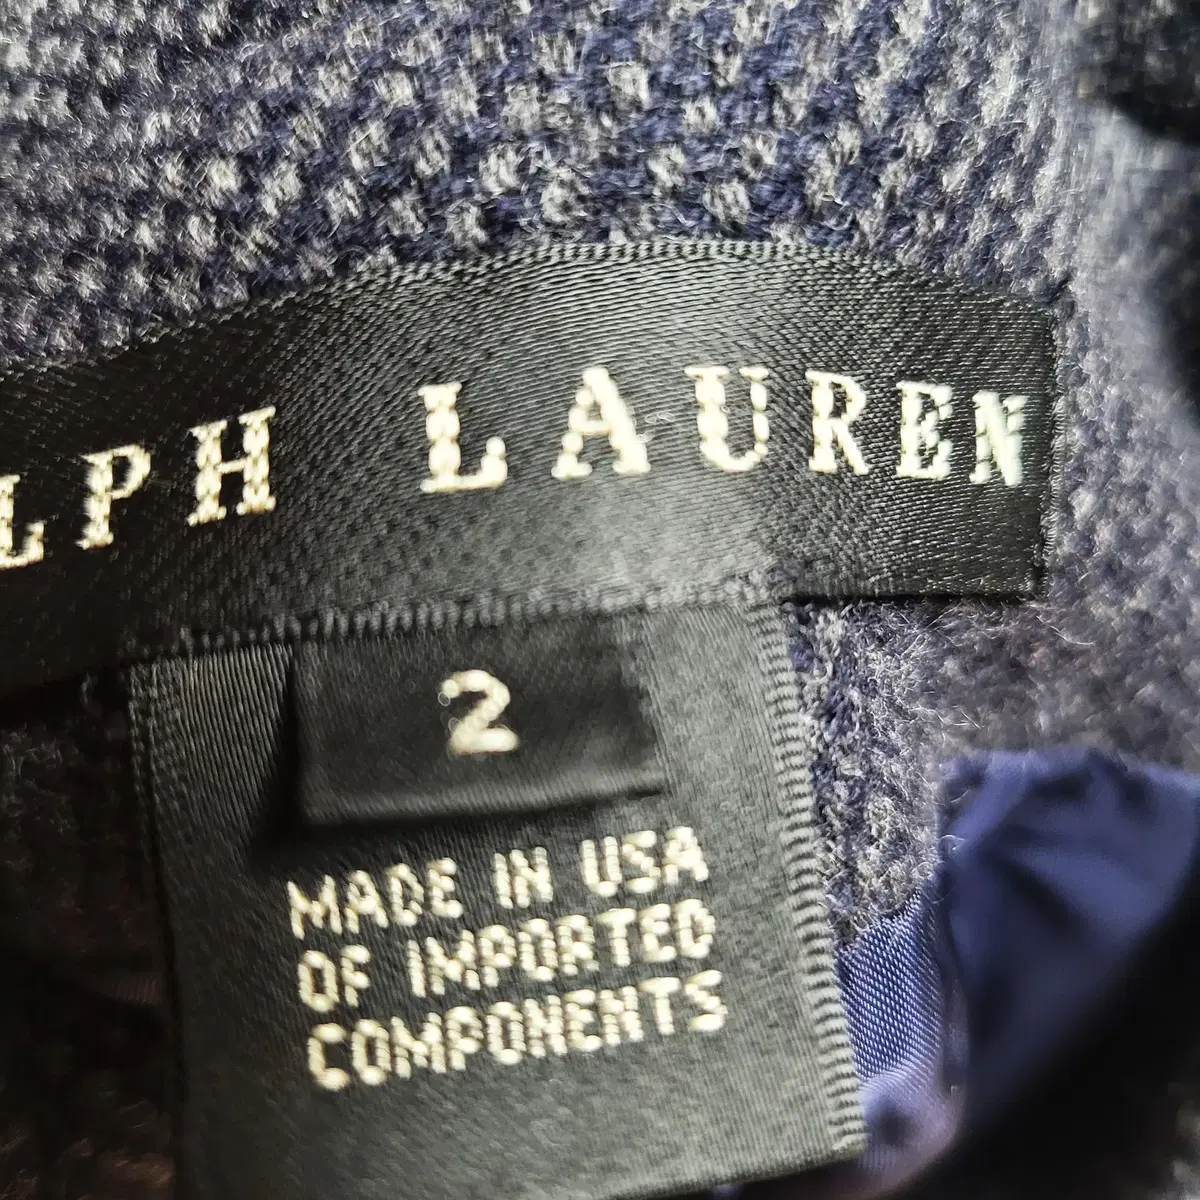 LPH LAUREN
2
MADE IN USA
OF IMPORTED
COMPONENTS